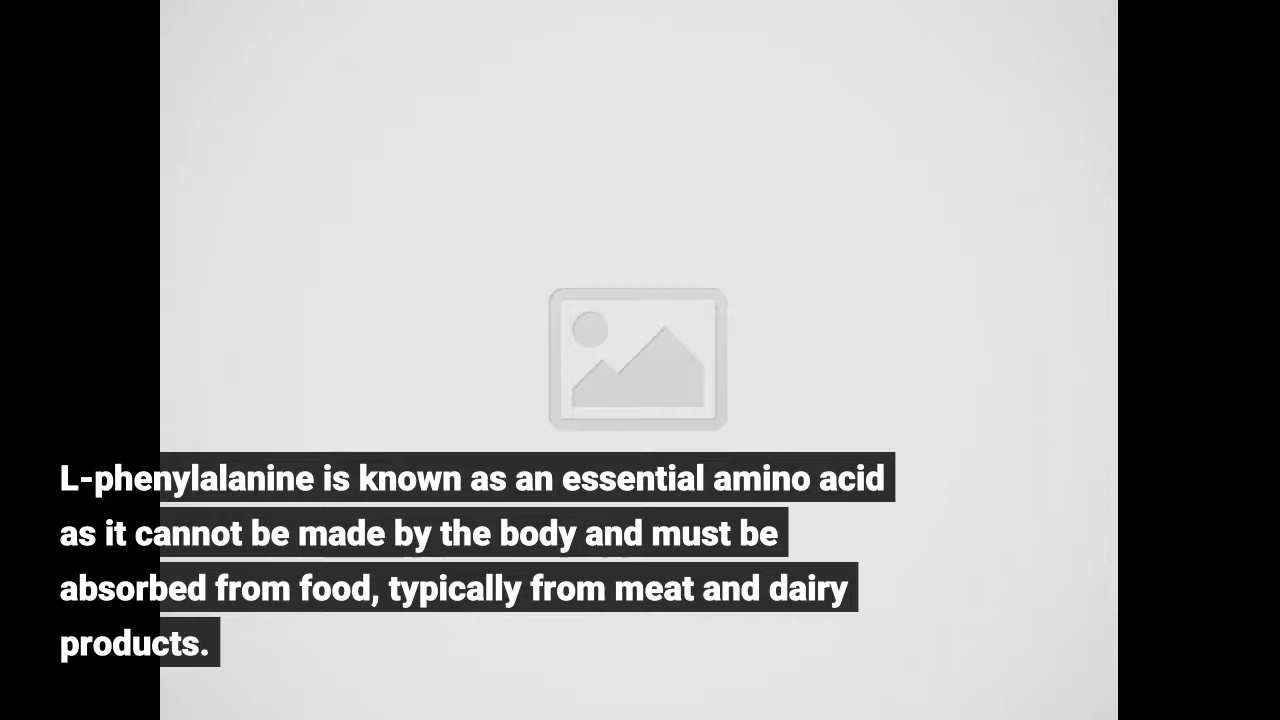 L-phenylalanine is known as an essential amino acid
as it cannot be made by the body and must be
absorbed from food, typically from meat and dairy
products.